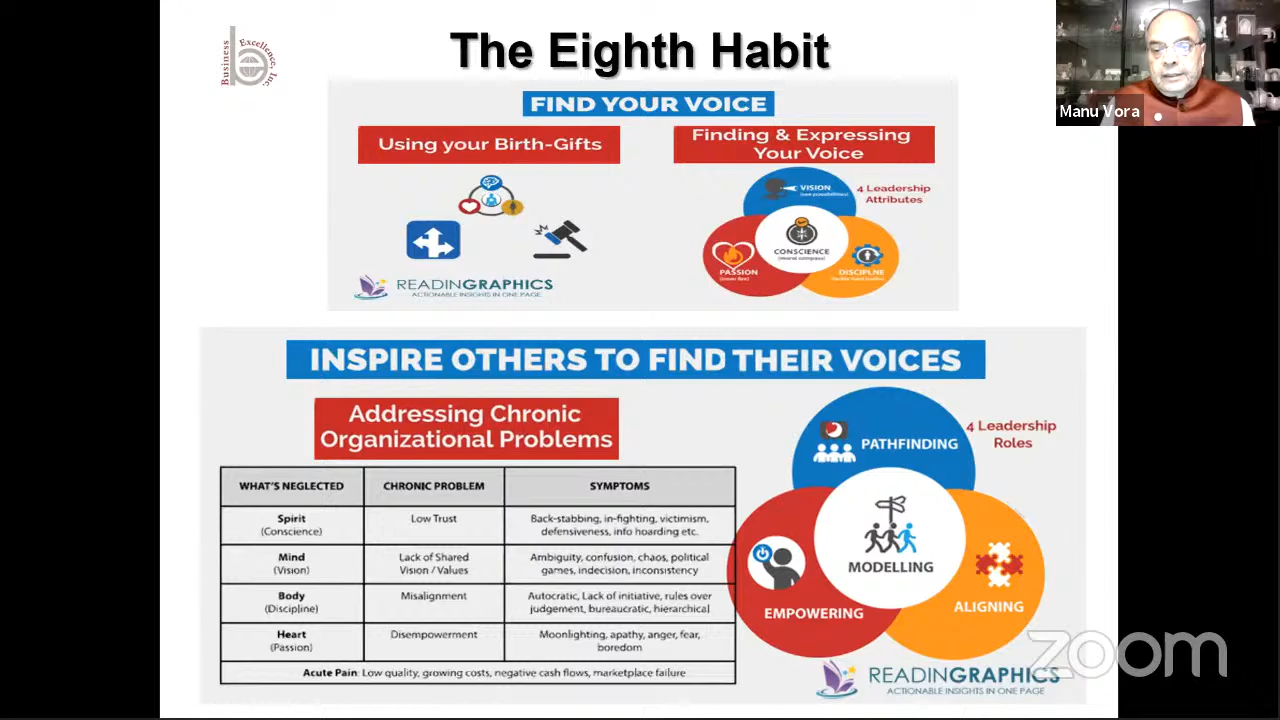 Business
Excellence, Inc.
The Eighth Habit
Manu Vora
FIND YOUR VOICE
Using your Birth-Gifts
Finding & Expressing
Your Voice
VISION
4 Leadership
Attributes
CONSCIENCE
(moral compass)
PASSION
DISCIPLNE
READINGRAPHICS
ACTIONABLE INSIGHTS IN ONE PAGE
INSPIRE OTHERS TO FIND THEIR VOICES
Addressing Chronic
Organizational Problems
WHAT'S NEGLECTED CHRONIC PROBLEM SYMPTOMS
Spirit
(Conscience)
Low Trust
Back-stabbing, in-fighting, victimism,
defensiveness, info hoarding etc.
Mind
(Vision)
Lack of Shared
Vision / Values
Ambiguity, confusion, chaos, political
games, indecision, inconsistency
Body
(Discipline)
Misalignment
Autocratic, Lack of initiative, rules over
judgement, bureaucratic, hierarchical
Heart
(Passion)
Disempowerment
Moonlighting, apathy, anger, fear,
boredom
Acute Pain: Low quality, growing costs, negative cash flows, marketplace failure
4 Leadership
Roles
PATHFINDING
MODELLING
EMPOWERING
ALIGNING
zoom
READINGRAPHICS
ACTIONABLE INSIGHTS IN ONE PAGE